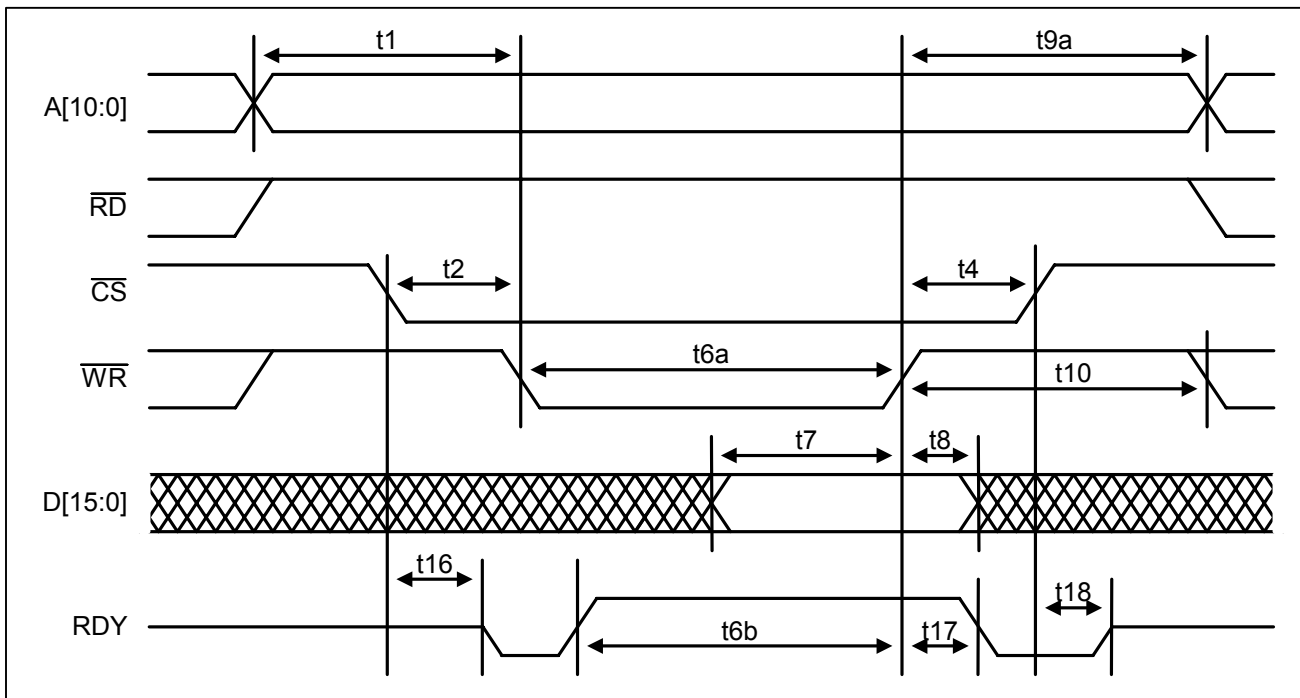 t1
t9a
A[10:0]
RD
t2
t4
CS
t6a
WR
t10
t7
t8
D[15:0]
t16
t18
RDY
t6b
t17